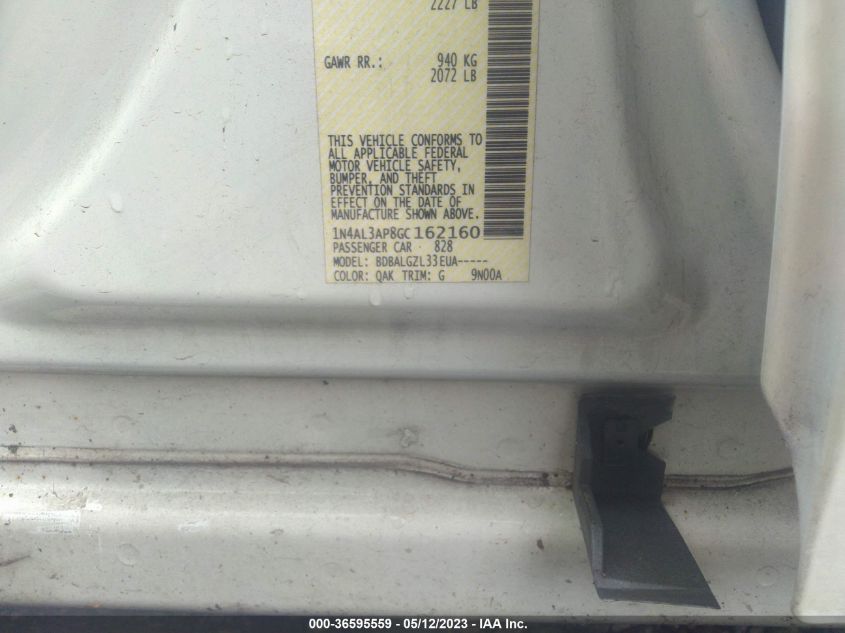 2227 LB
GAWR RR.: 940 KG
2072 LB
THIS VEHICLE CONFORMS TO
ALL APPLICABLE FEDERAL
MOTOR VEHICLE SAFETY,
BUMPER, AND THEFT
PREVENTION STANDARDS IN
EFFECT ON THE DATE OF
MANUFACTURE SHOWN ABOVE.
1N4AL3AP8GC162160
PASSENGER CAR 828
MODEL: BDBALGZL33EUA-----
COLOR: QAK TRIM: G 9N00A
000-36595559 - 05/12/2023 - IAA Inc.